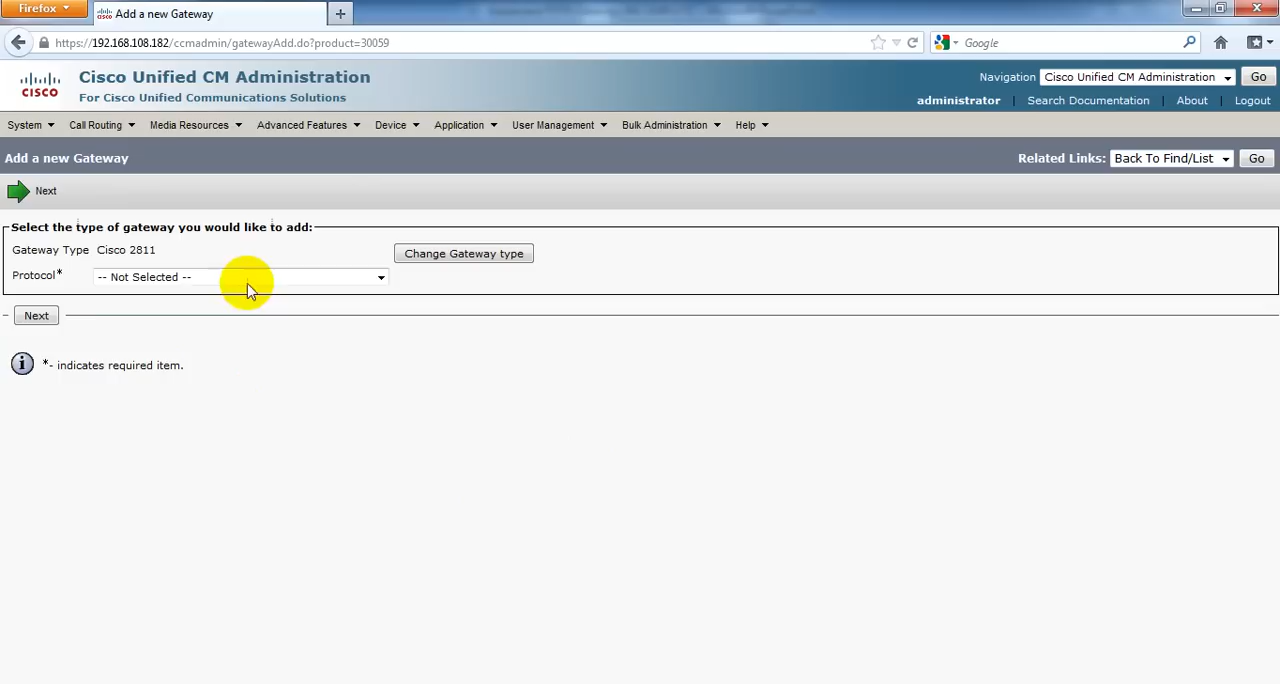 Firefox
Add a new Gateway
https://192.168.108.182/ccmadmin/gatewayAdd.do?product=30059
Google
CISCO
Cisco Unified CM Administration
For Cisco Unified Communications Solutions
Navigation Cisco Unified CM Administration Go
administrator | Search Documentation | About | Logout
System Call Routing Media Resources Advanced Features Device Application User Management Bulk Administration Help
Add a new Gateway
Related Links: Back To Find/List Go
Next
Select the type of gateway you would like to add:
Gateway Type Cisco 2811 Change Gateway type
Protocol* -- Not Selected --
Next
i *- indicates required item.